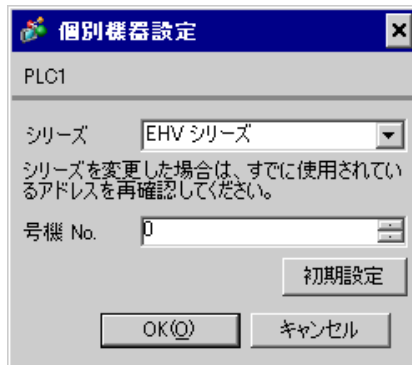 個別機器設定
PLC1
シリーズ
EHV シリーズ
シリーズを変更した場合は、すでに使用されてい
るアドレスを再確認してください。
号機 No.
0
初期設定
OK(O)
キャンセル